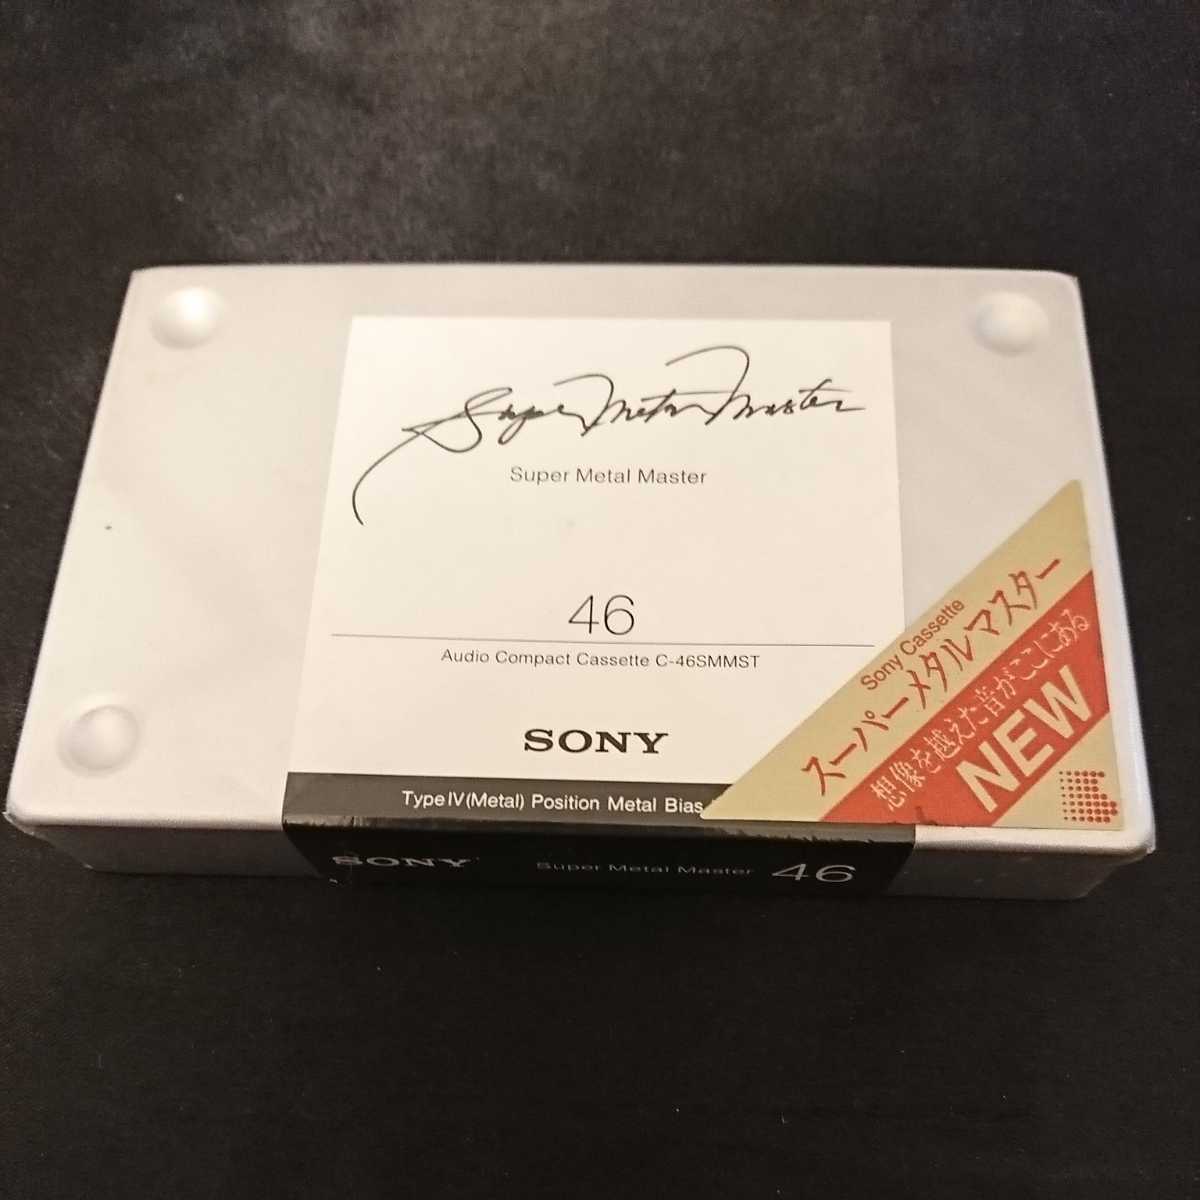 Super Metal Master
Super Metal Master
46
Audio Compact Cassette C-46SMMST
SONY
TypeIV(Metal) Position Metal Bias
Sony Cassette
スーパーメタルマスター
想像を越えた音がここにある
NEW
SONY
Super Metal Master 46